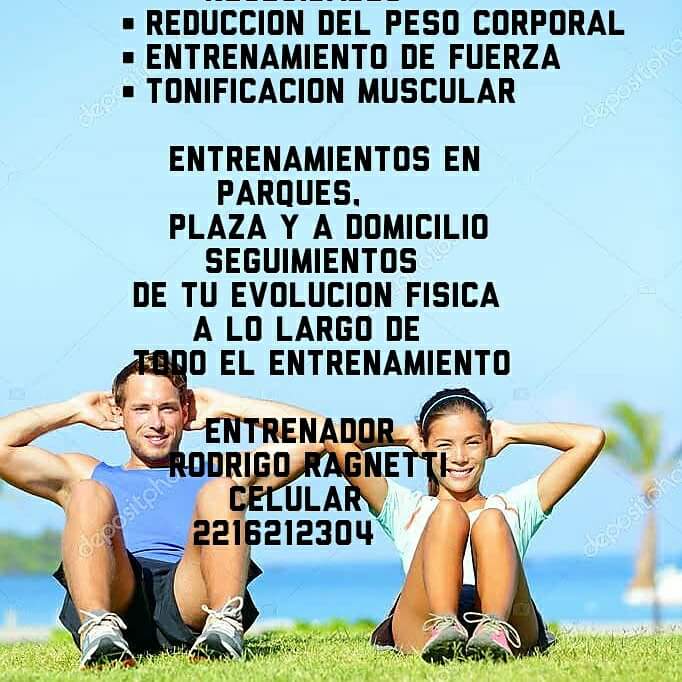 ▪ REDUCCION DEL PESO CORPORAL
▪ ENTRENAMIENTO DE FUERZA
▪ TONIFICACION MUSCULAR
ENTRENAMIENTOS EN
PARQUES,
PLAZA Y A DOMICILIO
SEGUIMIENTOS
DE TU EVOLUCION FISICA
A LO LARGO DE
TODO EL ENTRENAMIENTO
ENTRENADOR
RODRIGO RAGNETTI
CELULAR
2216212304